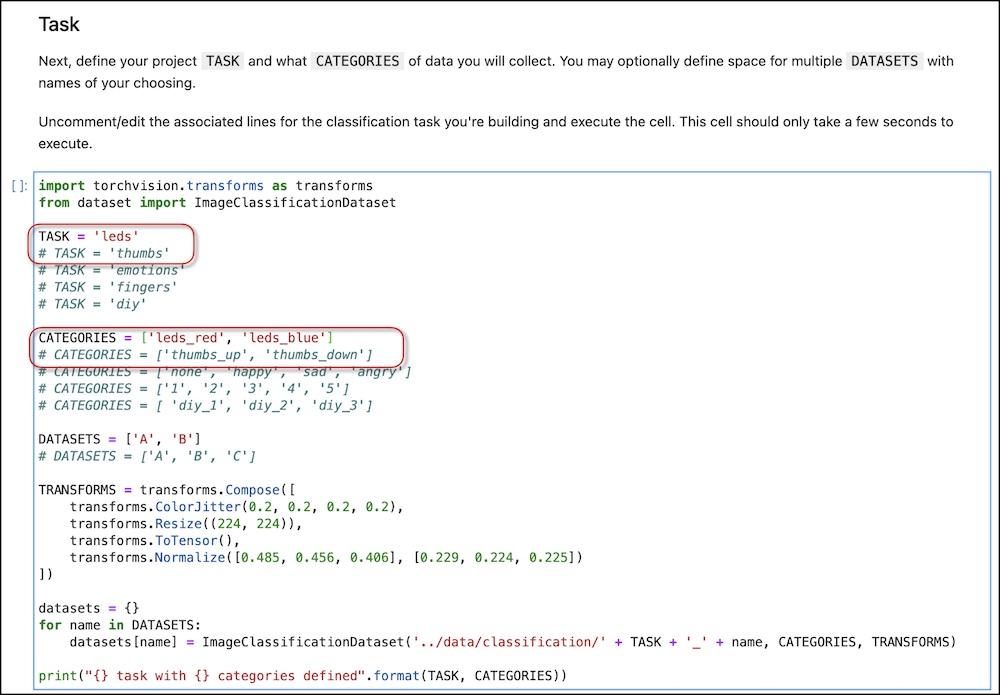 Task
Next, define your project TASK and what CATEGORIES of data you will collect. You may optionally define space for multiple DATASETS with
names of your choosing.
Uncomment/edit the associated lines for the classification task you're building and execute the cell. This cell should only take a few seconds to
execute.
[ ]: import torchvision.transforms as transforms
from dataset import ImageClassificationDataset
TASK = 'leds'
# TASK = 'thumbs'
# TASK = 'emotions'
# TASK = 'fingers'
# TASK = 'diy'
CATEGORIES = ['leds_red', 'leds_blue']
# CATEGORIES = ['thumbs_up', 'thumbs_down']
# CATEGORIES = ['none', 'happy', 'sad', 'angry']
# CATEGORIES = ['1', '2', '3', '4', '5']
# CATEGORIES = [ 'diy_1', 'diy_2', 'diy_3']
DATASETS = ['A', 'B']
# DATASETS = ['A', 'B', 'C']
TRANSFORMS = transforms.Compose([
    transforms.ColorJitter(0.2, 0.2, 0.2, 0.2),
    transforms.Resize((224, 224)),
    transforms.ToTensor(),
    transforms.Normalize([0.485, 0.456, 0.406], [0.229, 0.224, 0.225])
])
datasets = {}
for name in DATASETS:
    datasets[name] = ImageClassificationDataset('../data/classification/' + TASK + '_' + name, CATEGORIES, TRANSFORMS)
print("{} task with {} categories defined".format(TASK, CATEGORIES))